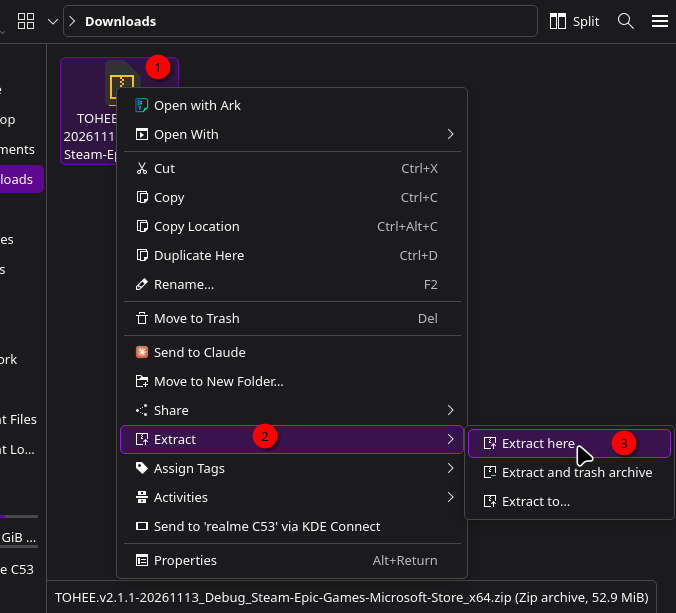 Downloads
Split
1
TOHEE
20261113
Steam-Ep
op
ments
loads
es
s
ork
t Files
t Lo...
GiB ...
e C53
Open with Ark
Open With
Cut Ctrl+X
Copy Ctrl+C
Copy Location Ctrl+Alt+C
Duplicate Here Ctrl+D
Rename... F2
Move to Trash Del
Send to Claude
Move to New Folder...
Share
Extract 2
Assign Tags
Activities
Send to 'realme C53' via KDE Connect
Properties Alt+Return
Extract here 3
Extract and trash archive
Extract to...
TOHEE.v2.1.1-20261113_Debug_Steam-Epic-Games-Microsoft-Store_x64.zip (Zip archive, 52.9 MiB)